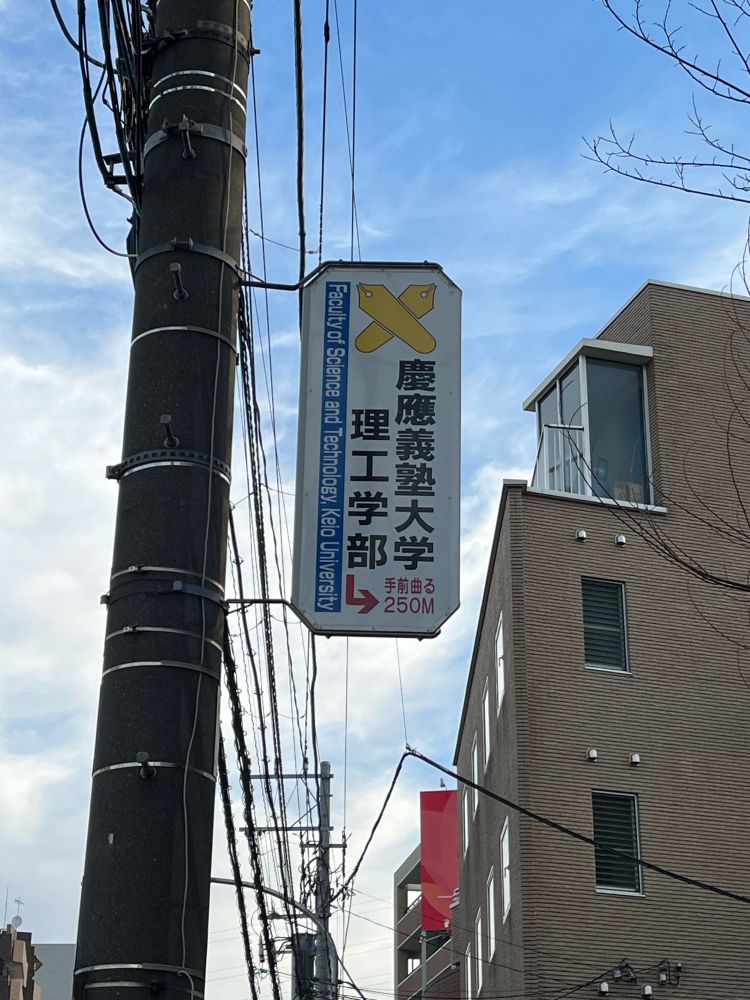 慶應義塾大学
理工学部
Faculty of Science and Technology, Keio University
手前曲る
250M